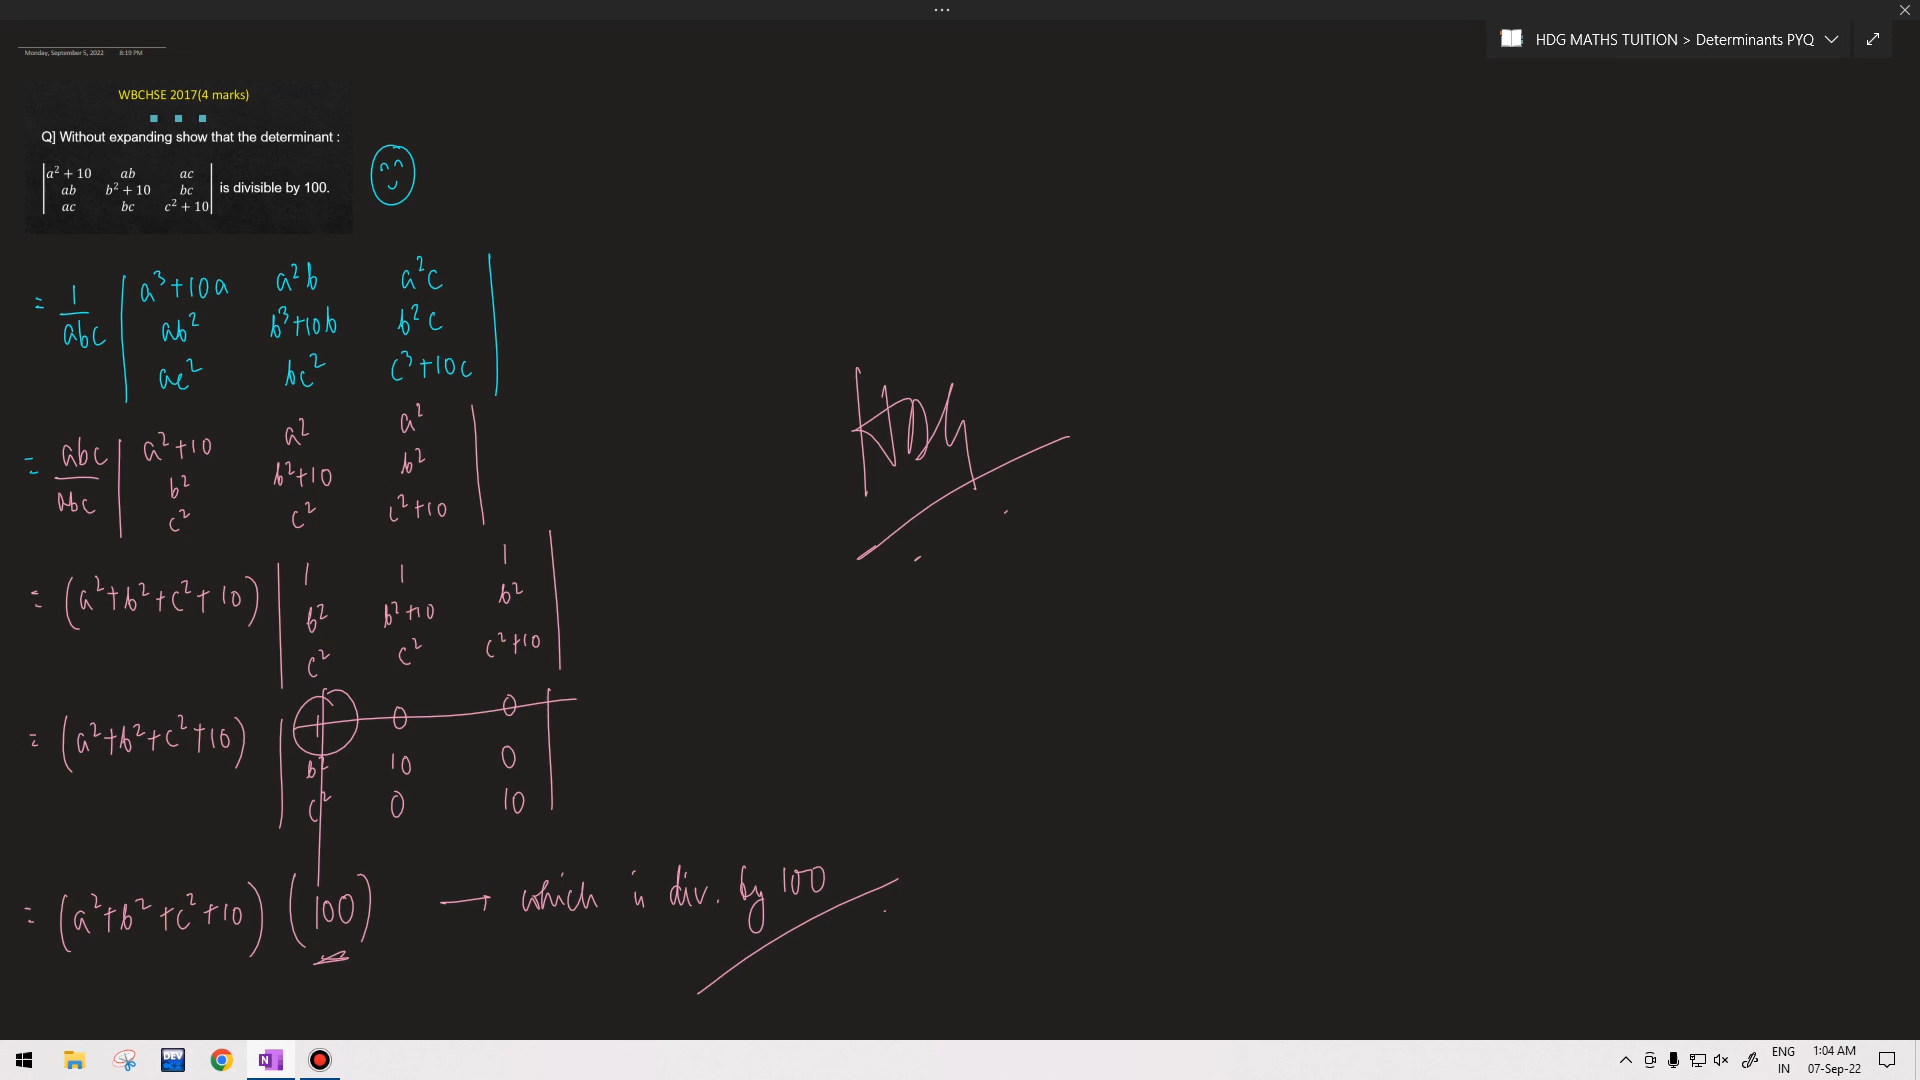 HDG MATHS TUITION > Determinants PYQ
Monday, September 5, 2022 8:19 PM
WBCHSE 2017(4 marks)
Q] Without expanding show that the determinant :
| a² + 10 ab ac |
| ab b² + 10 bc | is divisible by 100.
| ac bc c² + 10 |
= 1/abc | a³+10a a²b a²c |
| ab² b³+10b b²c |
| ac² bc² c³+10c |
= abc/abc | a²+10 a² a² |
| b² b²+10 b² |
| c² c² c²+10 |
= (a²+b²+c²+10) | 1 1 1 |
| b² b²+10 b² |
| c² c² c²+10 |
= (a²+b²+c²+10) | 1 0 0 |
| b² 10 0 |
| c² 0 10 |
= (a²+b²+c²+10) (100) → which is div. by 100
HDG
DEV
N
ENG
IN
1:04 AM
07-Sep-22